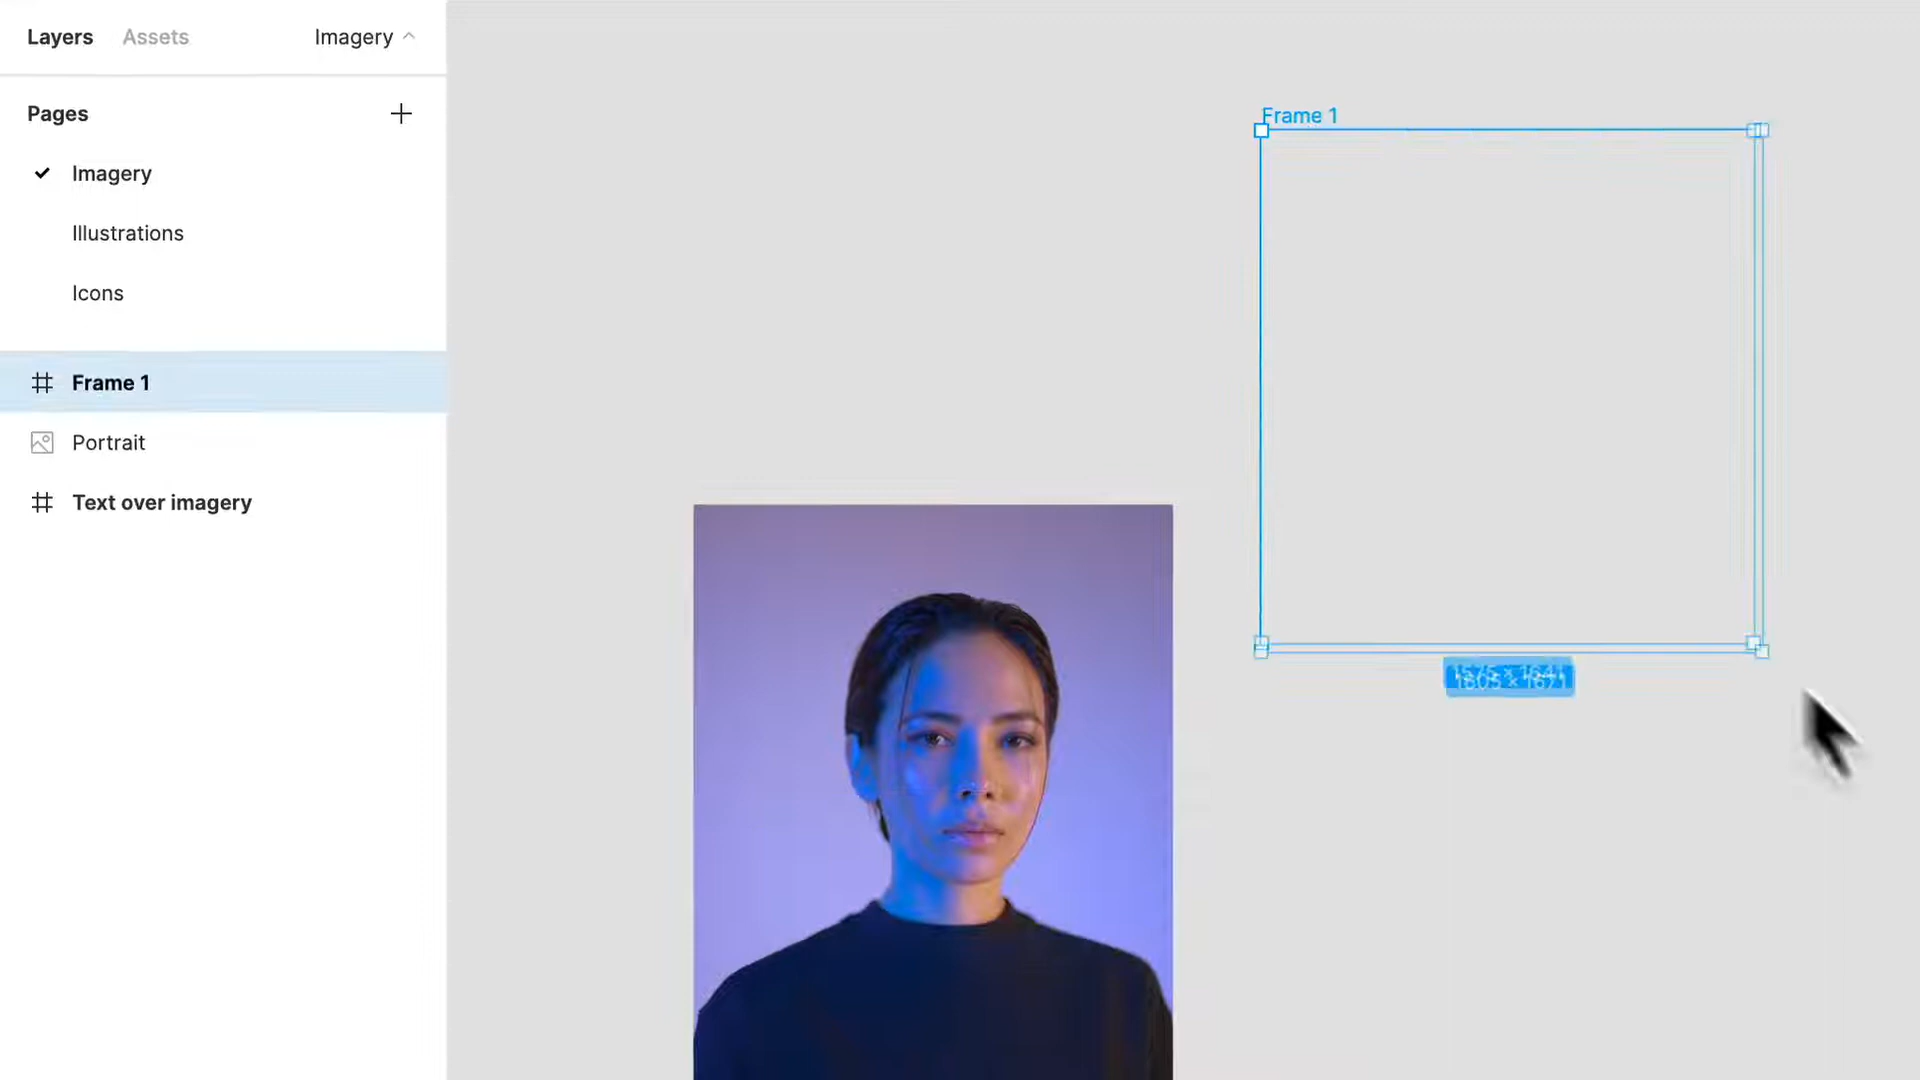 Layers Assets Imagery
Pages
Imagery
Illustrations
Icons
Frame 1
Portrait
Text over imagery
Frame 1